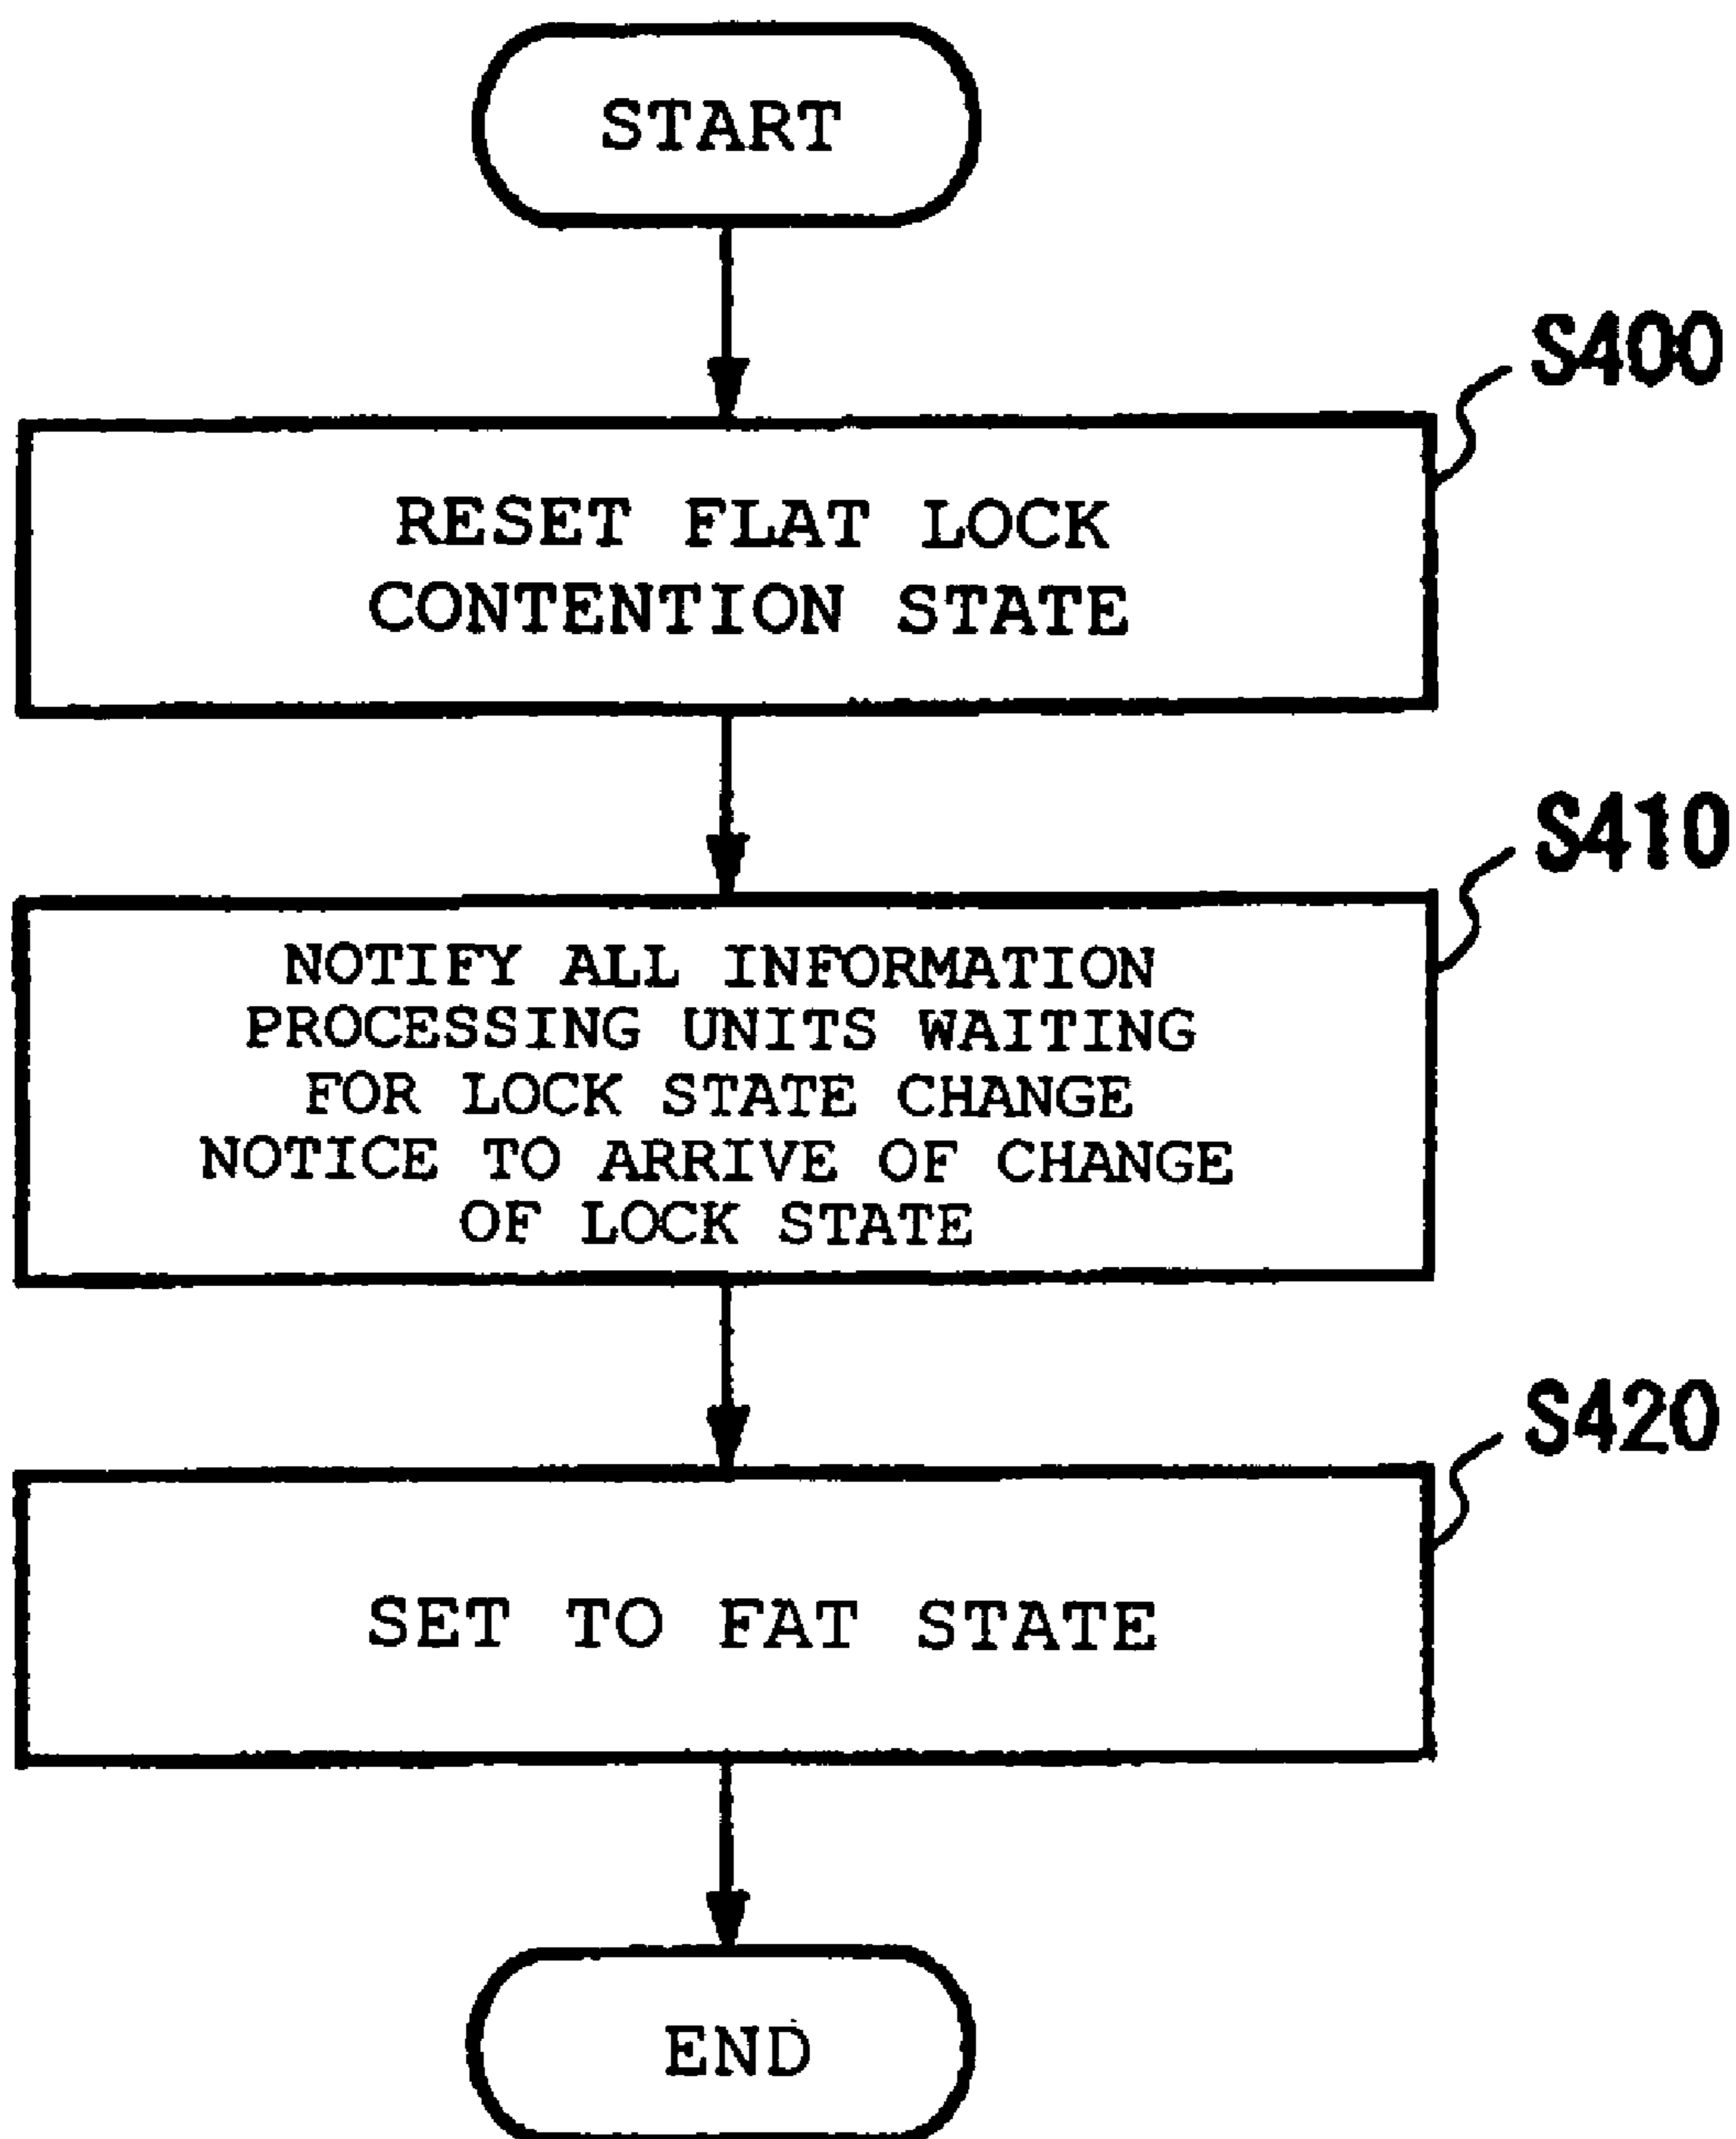 START
S400
RESET FLAT LOCK
CONTENTION STATE
S410
NOTIFY ALL INFORMATION
PROCESSING UNITS WAITING
FOR LOCK STATE CHANGE
NOTICE TO ARRIVE OF CHANGE
OF LOCK STATE
S420
SET TO FAT STATE
END